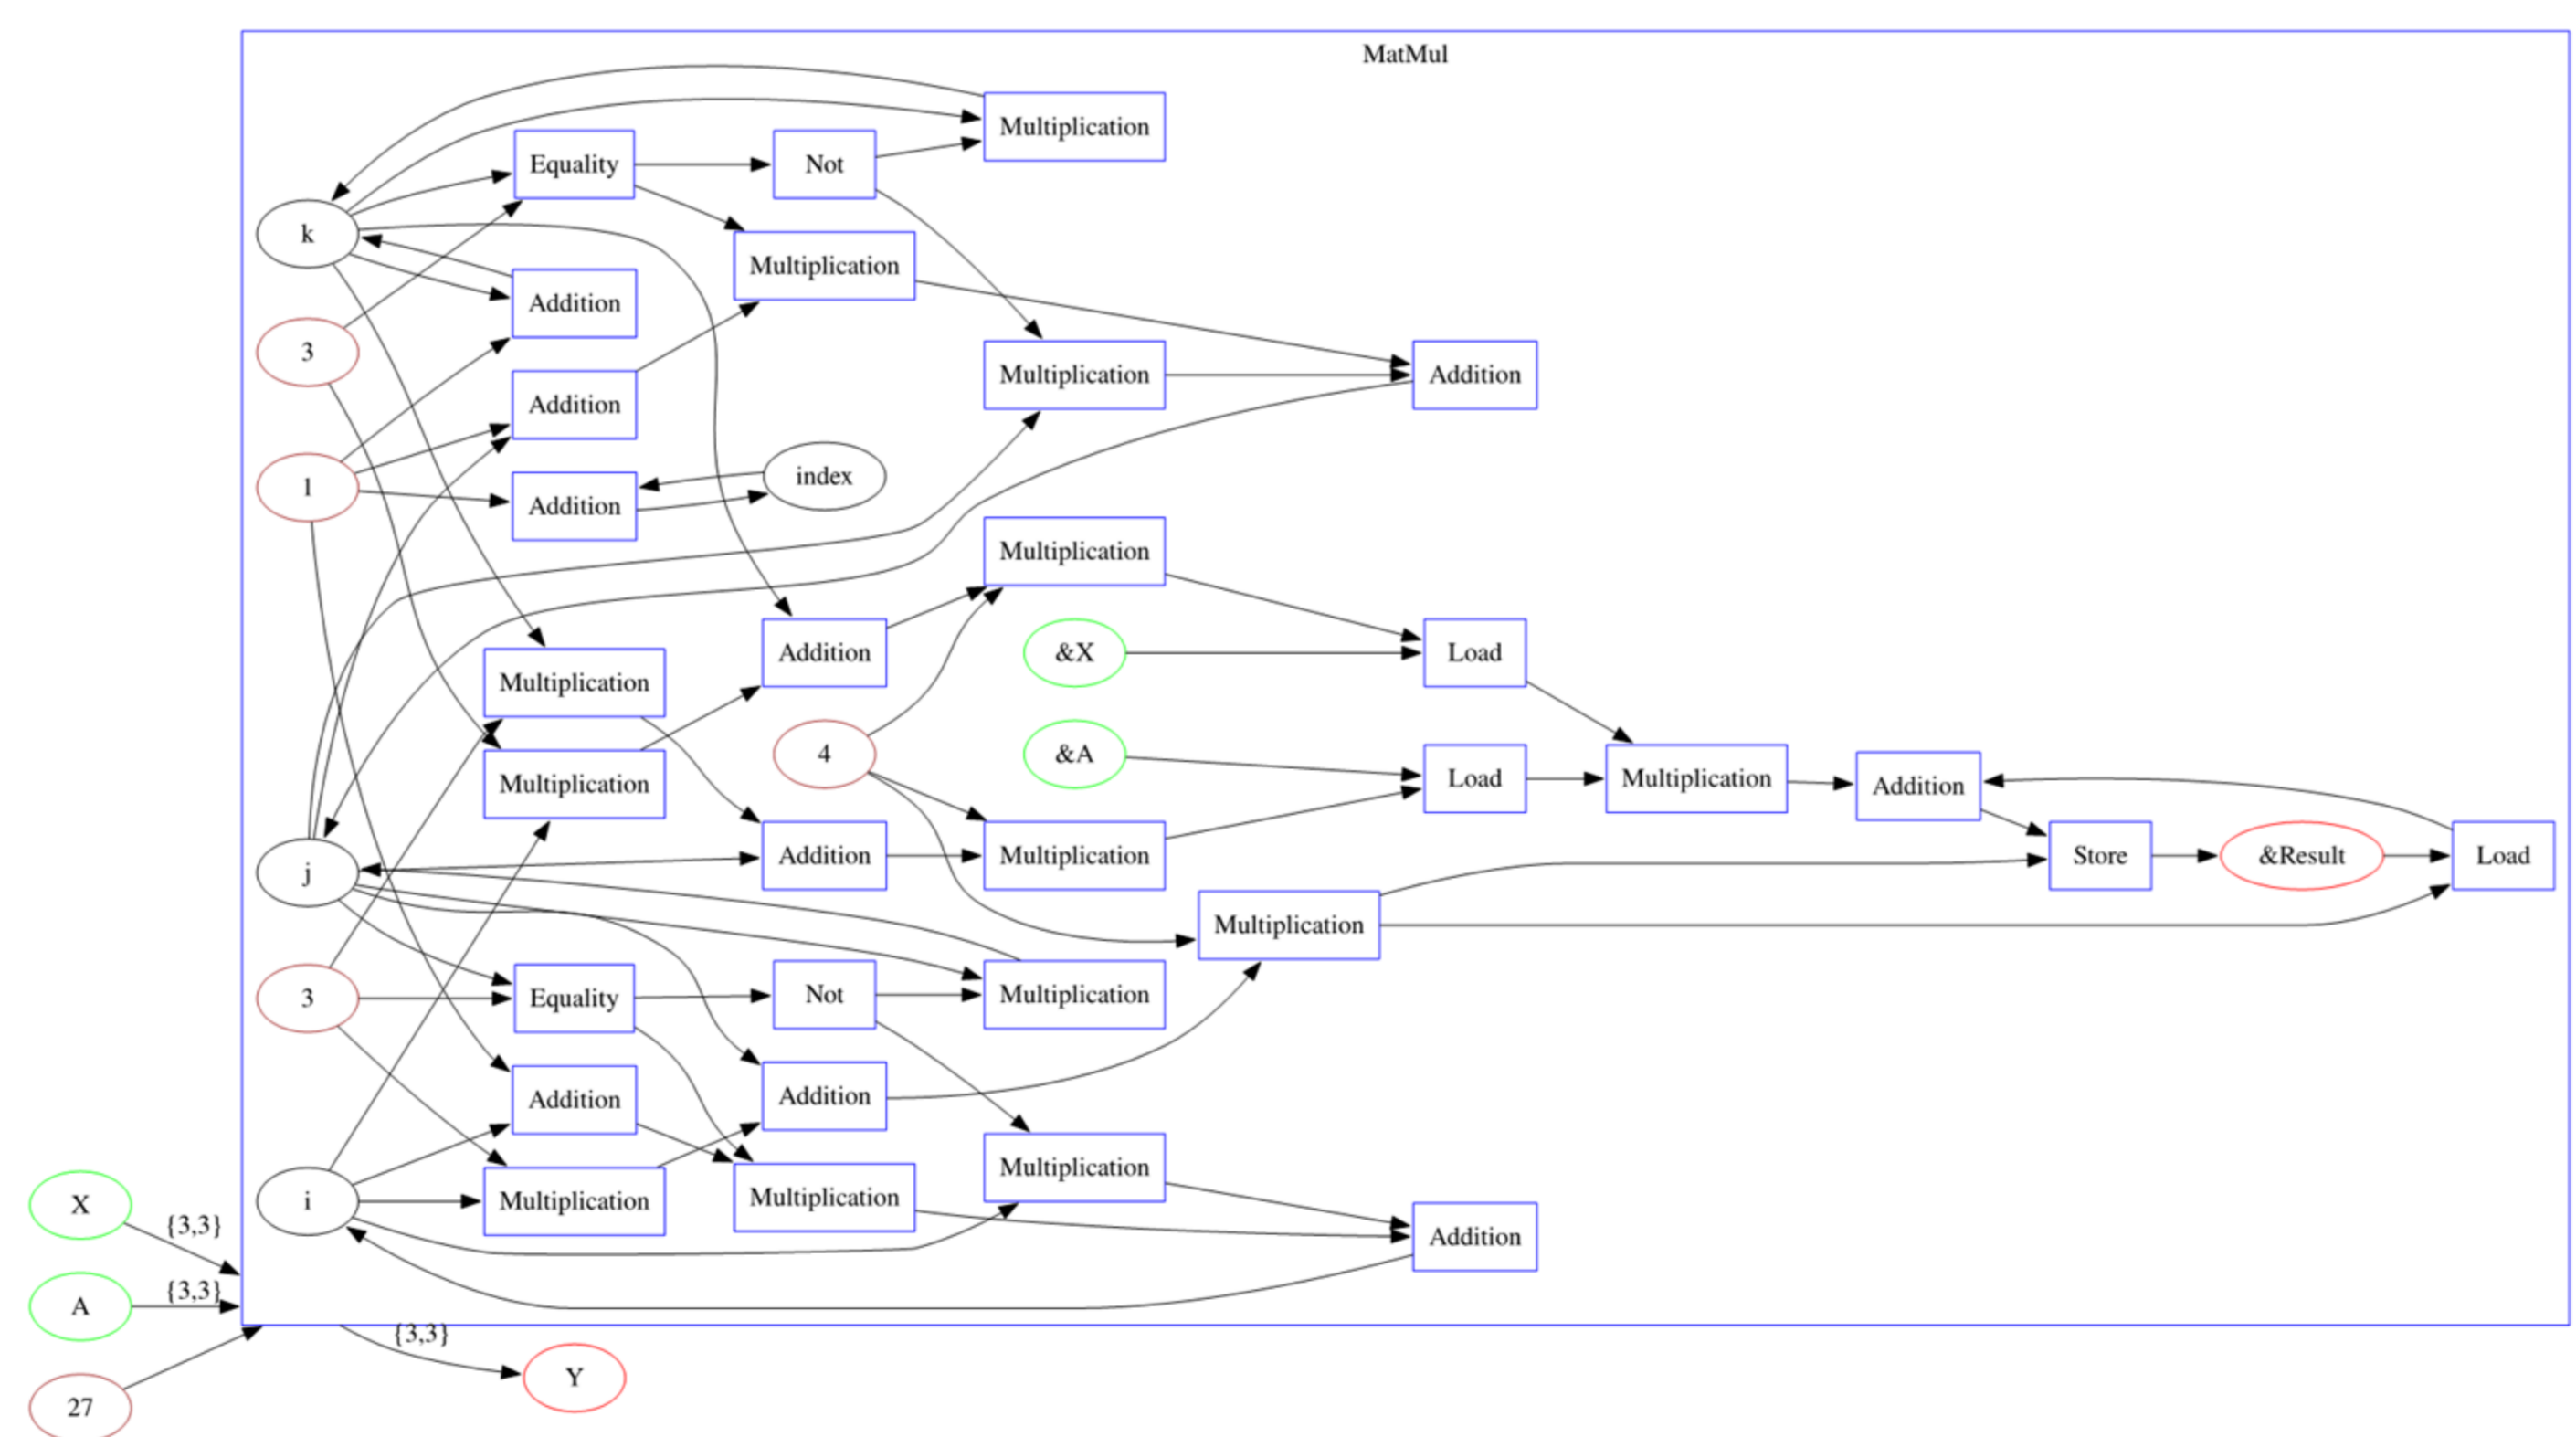 MatMul
Multiplication
Equality
Not
k
Multiplication
Addition
3
Multiplication
Addition
Addition
1
index
Addition
Multiplication
Addition
&X
Load
Multiplication
4
&A
Load
Multiplication
Addition
Multiplication
j
Addition
Multiplication
Store
&Result
Load
Multiplication
3
Equality
Not
Multiplication
Addition
Addition
Multiplication
i
Multiplication
Multiplication
Addition
X
{3,3}
A
{3,3}
{3,3}
Y
27